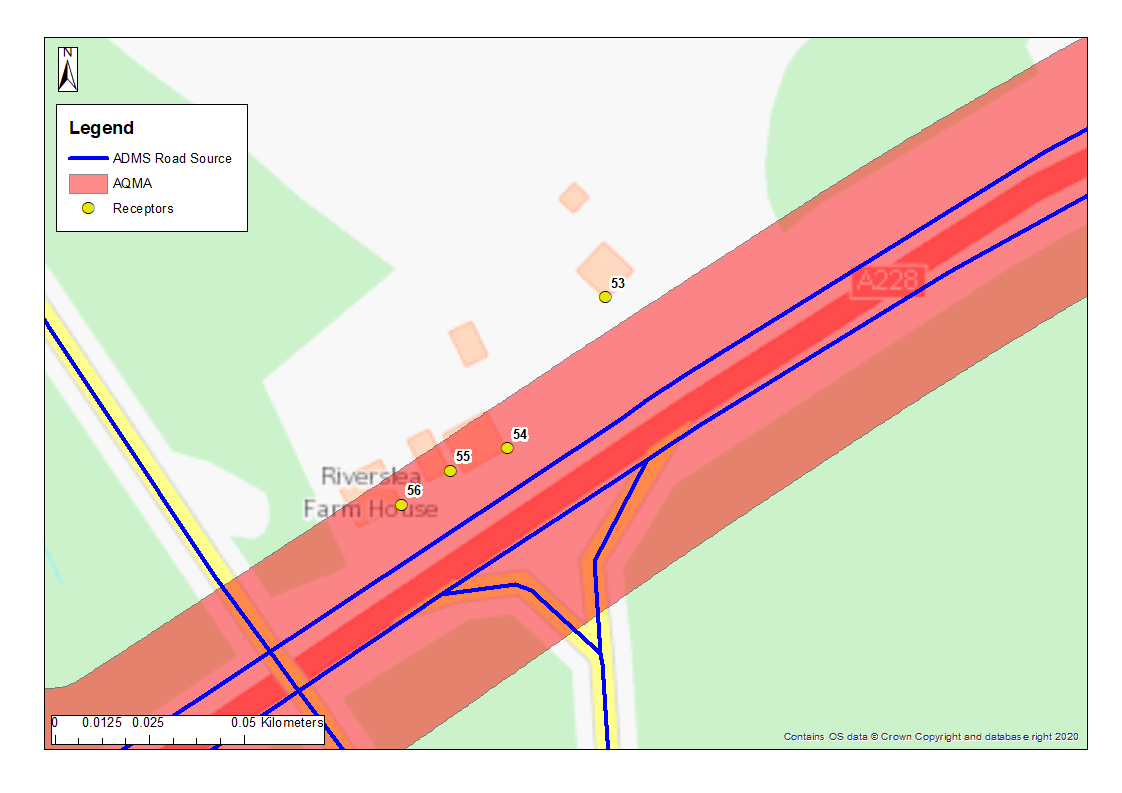 N
Legend
ADMS Road Source
AQMA
Receptors
53
A228
54
55
Riverslea
56
Farm House
0 0.0125 0.025 0.05 Kilometers
Contains OS data © Crown Copyright and database right 2020